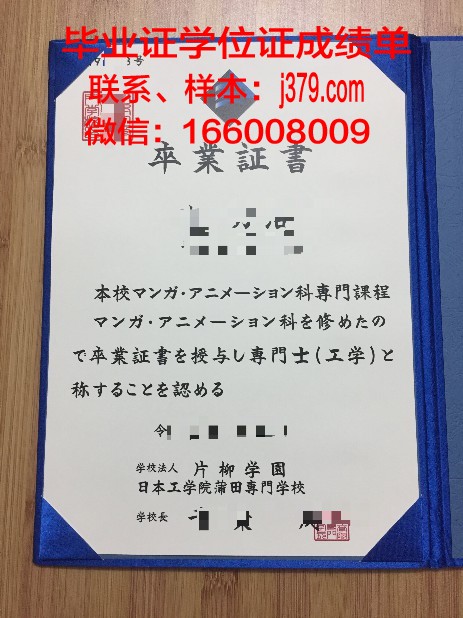 毕业证学位证成绩单
联系、样本：j379.com
微信：166008009
卒業証書
本校マンガ・アニメーション科専門課程
マンガ・アニメーション科を修めたの
で卒業証書を授与し専門士(工学)と
称することを認める
令
学校法人 片柳学園
日本工学院蒲田専門学校
学校長